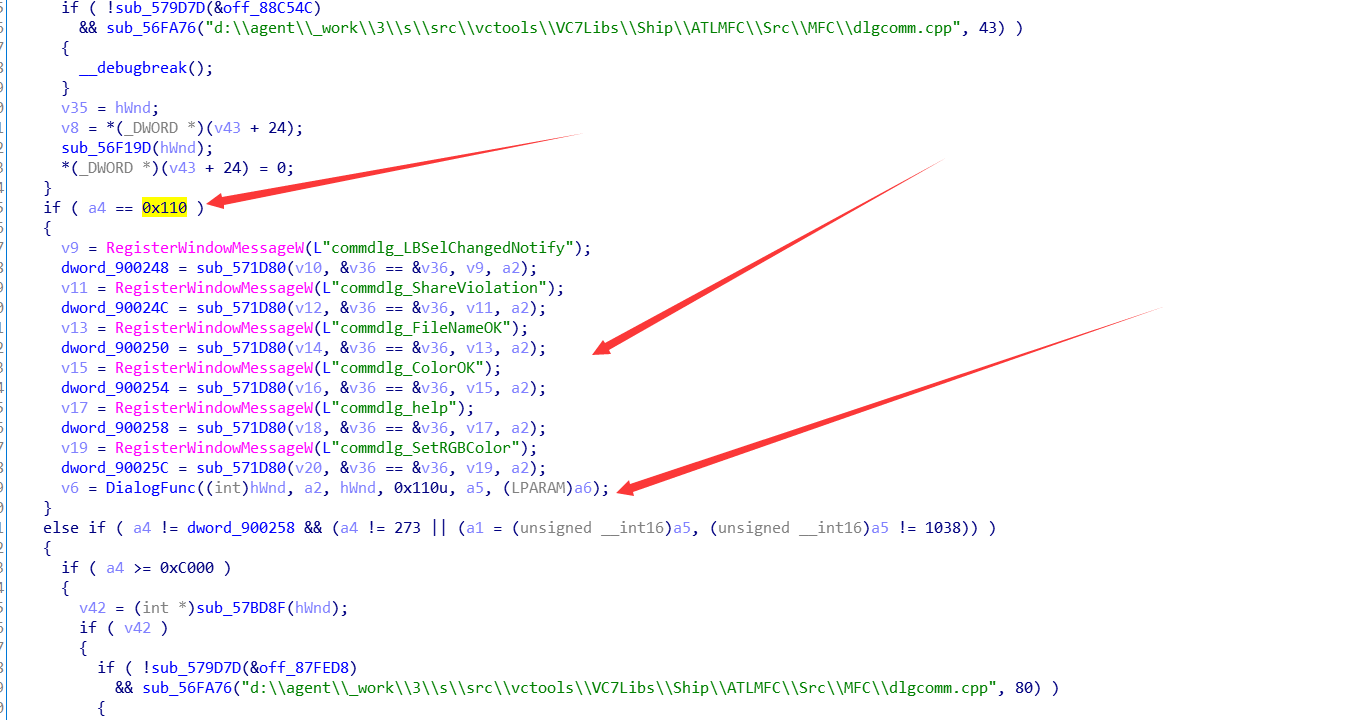 if ( !sub_579D7D(&off_88C54C)
&& sub_56FA76("d:\\agent\\_work\\3\\s\\src\\vctools\\VC7Libs\\Ship\\ATLMFC\\Src\\MFC\\dlgcomm.cpp", 43) )
{
__debugbreak();
}
v35 = hWnd;
v8 = *(_DWORD *)(v43 + 24);
sub_56F19D(hWnd);
*(_DWORD *)(v43 + 24) = 0;
}
if ( a4 == 0x110 )
{
v9 = RegisterWindowMessageW(L"commdlg_LBSelChangedNotify");
dword_900248 = sub_571D80(v10, &v36 == &v36, v9, a2);
v11 = RegisterWindowMessageW(L"commdlg_ShareViolation");
dword_90024C = sub_571D80(v12, &v36 == &v36, v11, a2);
v13 = RegisterWindowMessageW(L"commdlg_FileNameOK");
dword_900250 = sub_571D80(v14, &v36 == &v36, v13, a2);
v15 = RegisterWindowMessageW(L"commdlg_ColorOK");
dword_900254 = sub_571D80(v16, &v36 == &v36, v15, a2);
v17 = RegisterWindowMessageW(L"commdlg_help");
dword_900258 = sub_571D80(v18, &v36 == &v36, v17, a2);
v19 = RegisterWindowMessageW(L"commdlg_SetRGBColor");
dword_90025C = sub_571D80(v20, &v36 == &v36, v19, a2);
v6 = DialogFunc((int)hWnd, a2, hWnd, 0x110u, a5, (LPARAM)a6);
}
else if ( a4 != dword_900258 && (a4 != 273 || (a1 = (unsigned __int16)a5, (unsigned __int16)a5 != 1038)) )
{
if ( a4 >= 0xC000 )
{
v42 = (int *)sub_57BD8F(hWnd);
if ( v42 )
{
if ( !sub_579D7D(&off_87FED8)
&& sub_56FA76("d:\\agent\\_work\\3\\s\\src\\vctools\\VC7Libs\\Ship\\ATLMFC\\Src\\MFC\\dlgcomm.cpp", 80) )
{